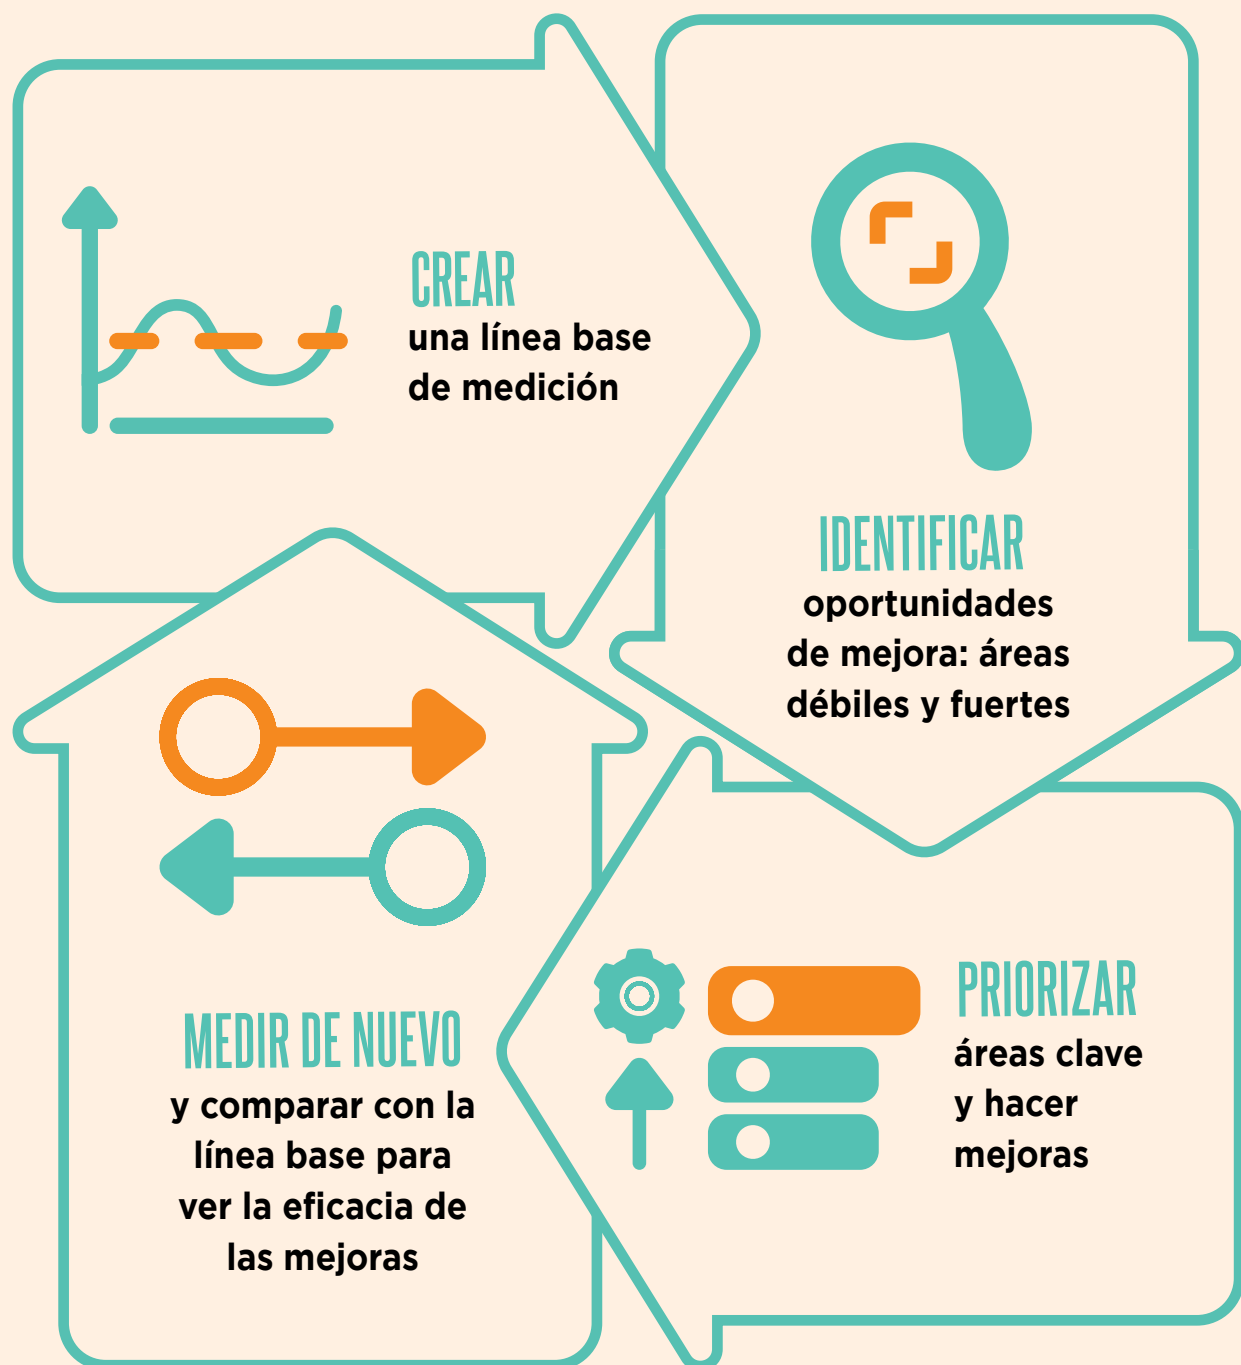 CREAR
una línea base
de medición
IDENTIFICAR
oportunidades
de mejora: áreas
débiles y fuertes
PRIORIZAR
áreas clave
y hacer
mejoras
MEDIR DE NUEVO
y comparar con la
línea base para
ver la eficacia de
las mejoras